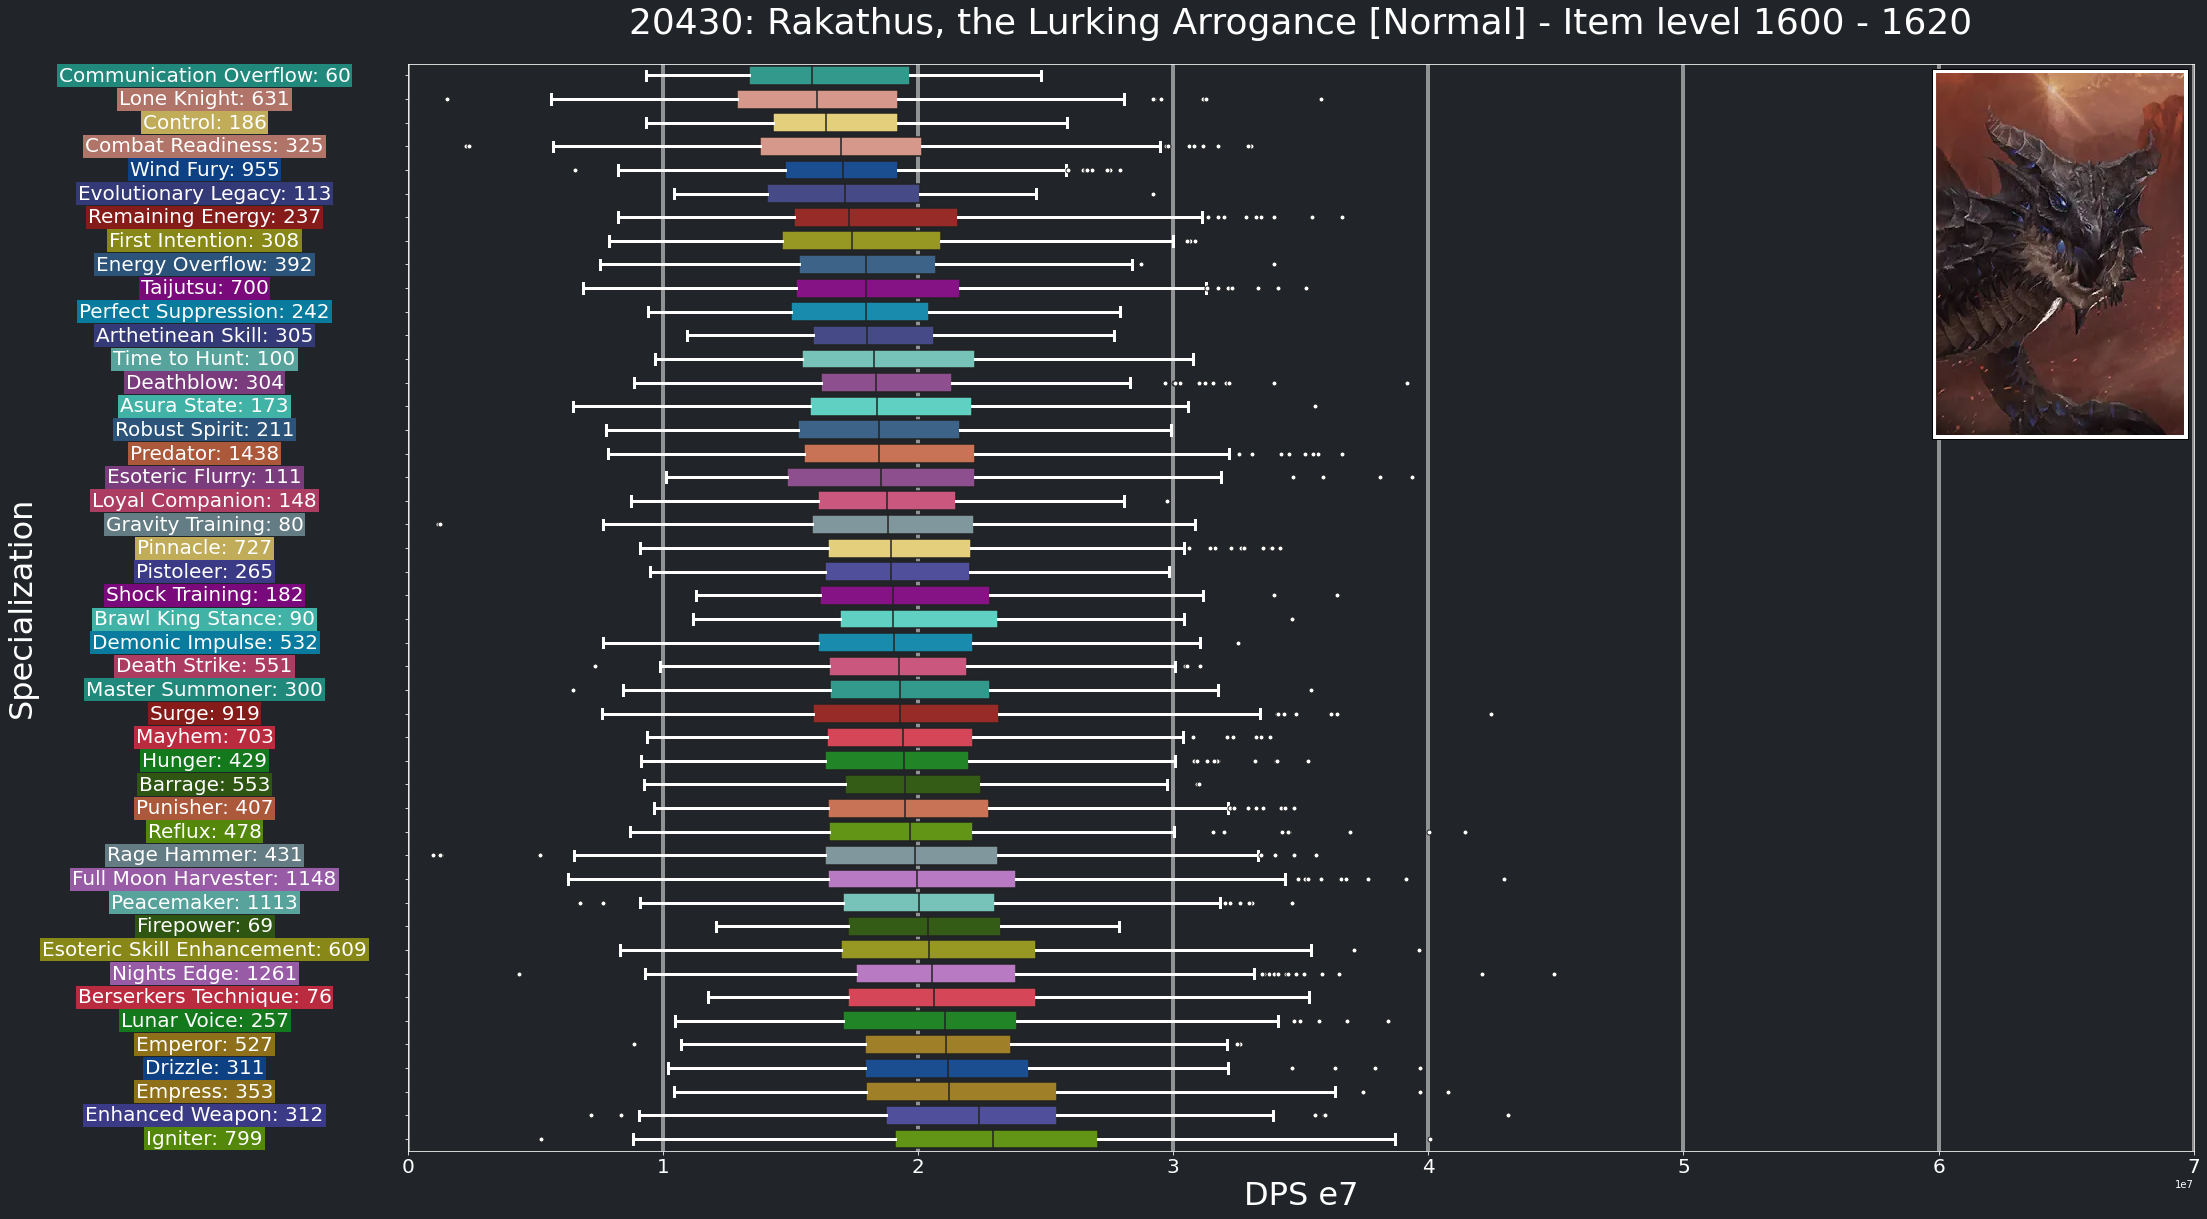 20430: Rakathus, the Lurking Arrogance [Normal] - Item level 1600 - 1620
Specialization
Communication Overflow: 60
Lone Knight: 631
Control: 186
Combat Readiness: 325
Wind Fury: 955
Evolutionary Legacy: 113
Remaining Energy: 237
First Intention: 308
Energy Overflow: 392
Taijutsu: 700
Perfect Suppression: 242
Arthetinean Skill: 305
Time to Hunt: 100
Deathblow: 304
Asura State: 173
Robust Spirit: 211
Predator: 1438
Esoteric Flurry: 111
Loyal Companion: 148
Gravity Training: 80
Pinnacle: 727
Pistoleer: 265
Shock Training: 182
Brawl King Stance: 90
Demonic Impulse: 532
Death Strike: 551
Master Summoner: 300
Surge: 919
Mayhem: 703
Hunger: 429
Barrage: 553
Punisher: 407
Reflux: 478
Rage Hammer: 431
Full Moon Harvester: 1148
Peacemaker: 1113
Firepower: 69
Esoteric Skill Enhancement: 609
Nights Edge: 1261
Berserkers Technique: 76
Lunar Voice: 257
Emperor: 527
Drizzle: 311
Empress: 353
Enhanced Weapon: 312
Igniter: 799
0 1 2 3 4 5 6 7
1e7
DPS e7